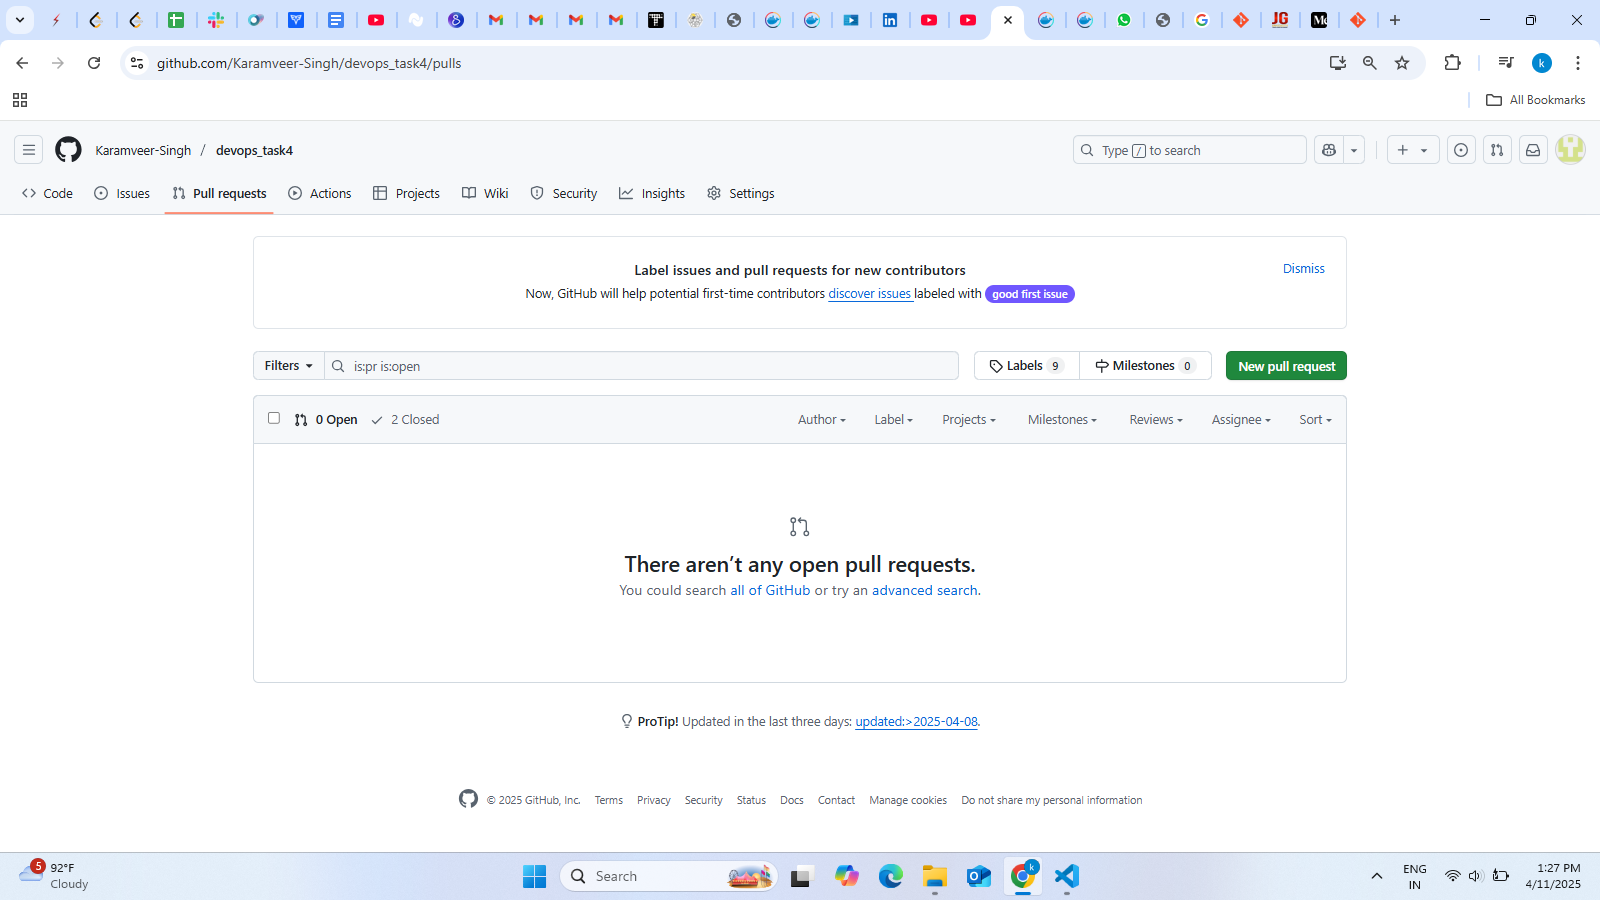 github.com/Karamveer-Singh/devops_task4/pulls
All Bookmarks
Karamveer-Singh / devops_task4
Type / to search
Code
Issues
Pull requests
Actions
Projects
Wiki
Security
Insights
Settings
Label issues and pull requests for new contributors
Dismiss
Now, GitHub will help potential first-time contributors discover issues labeled with good first issue
Filters
is:pr is:open
Labels 9
Milestones 0
New pull request
0 Open
2 Closed
Author
Label
Projects
Milestones
Reviews
Assignee
Sort
There aren’t any open pull requests.
You could search all of GitHub or try an advanced search.
ProTip! Updated in the last three days: updated:>2025-04-08.
© 2025 GitHub, Inc.
Terms
Privacy
Security
Status
Docs
Contact
Manage cookies
Do not share my personal information
5
92°F
Cloudy
Search
k
ENG
IN
1:27 PM
4/11/2025